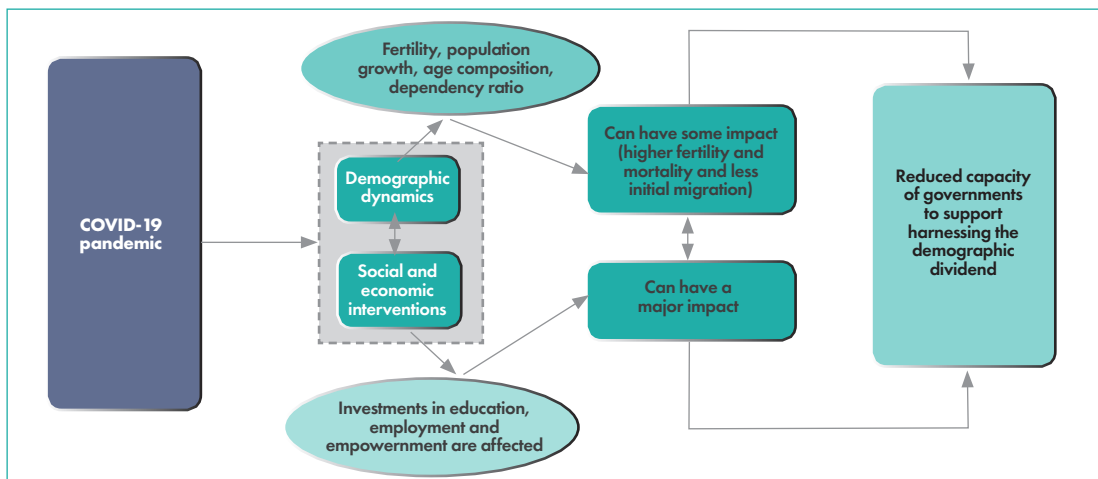 COVID-19
pandemic
Fertility, population
growth, age composition,
dependency ratio
Demographic
dynamics
Social and
economic
interventions
Investments in education,
employment and
empowernment are affected
Can have some impact
(higher fertility and
mortality and less
initial migration)
Can have a
major impact
Reduced capacity
of governments
to support
harnessing the
demographic
dividend